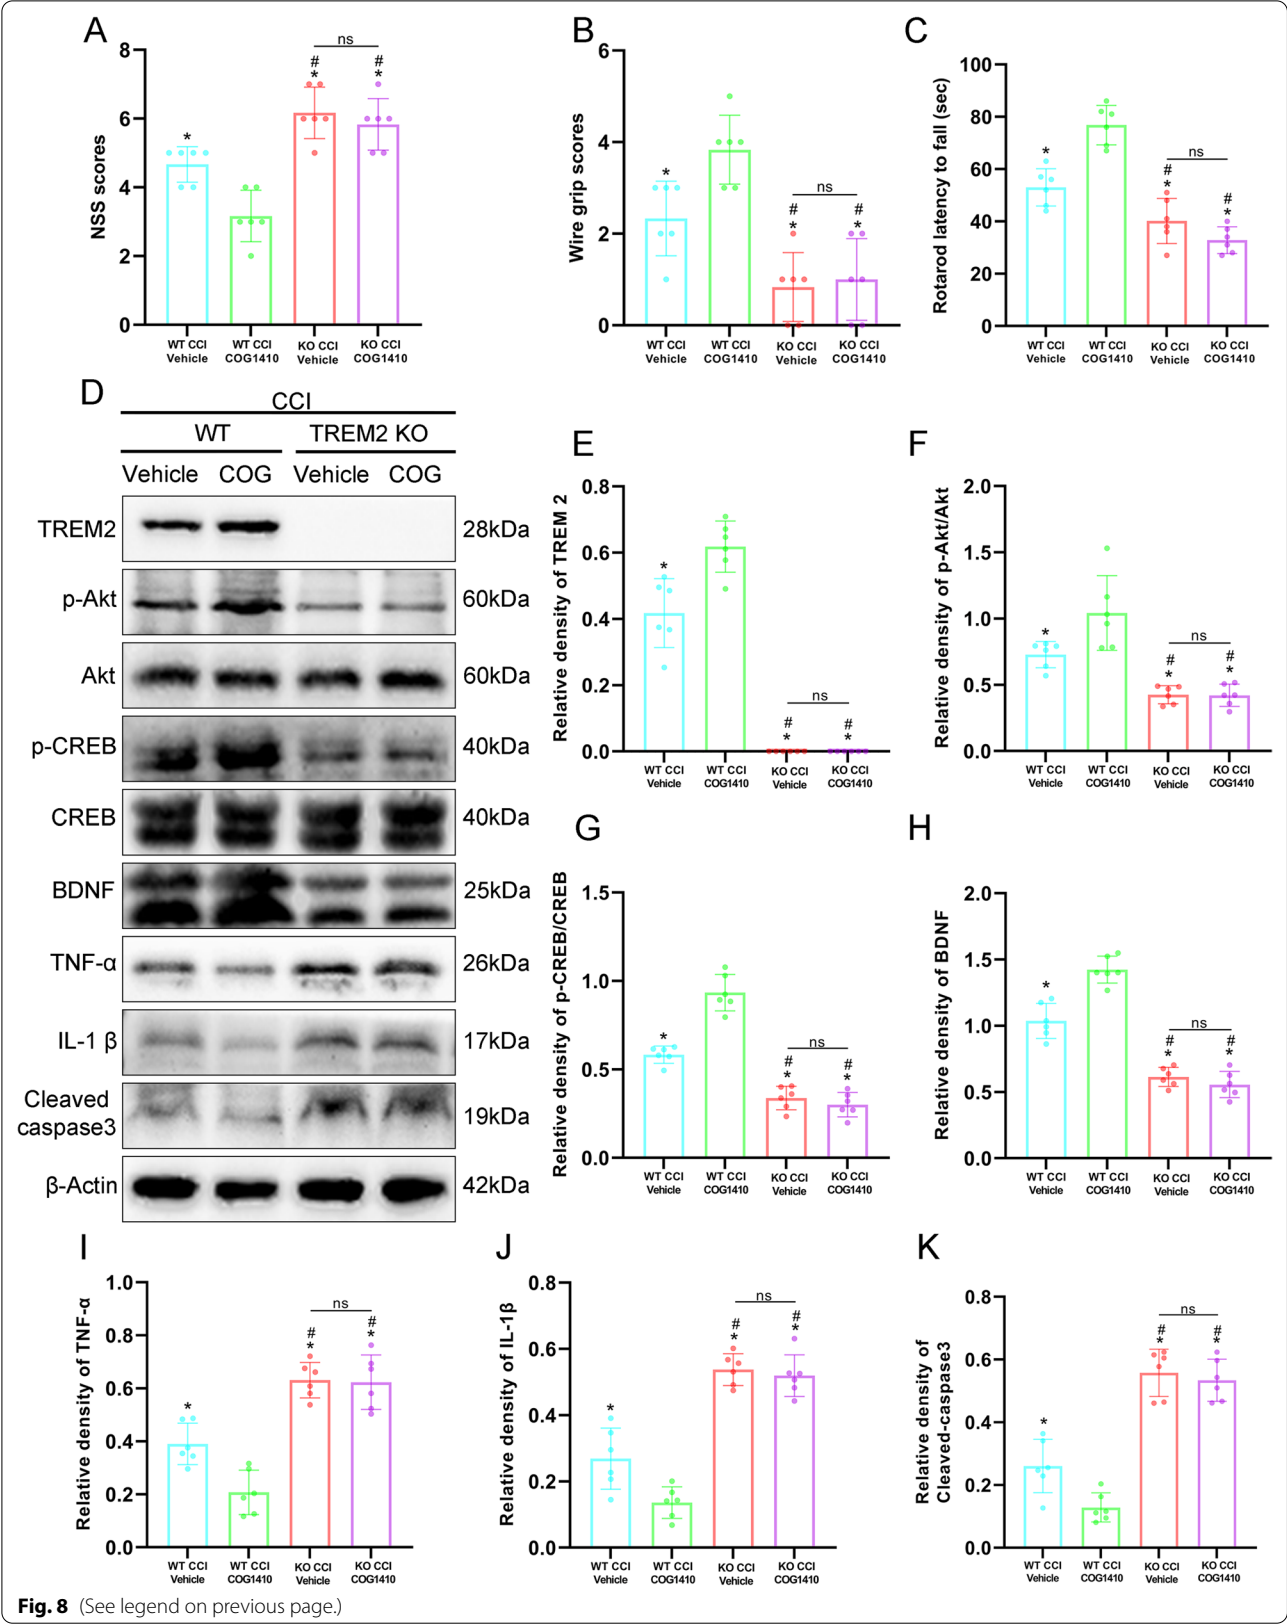 A
NSS scores
8
6
4
2
0
*
# *
# *
ns
WT CCI Vehicle
WT CCI COG1410
KO CCI Vehicle
KO CCI COG1410
B
Wire grip scores
6
4
2
0
*
# *
# *
ns
WT CCI Vehicle
WT CCI COG1410
KO CCI Vehicle
KO CCI COG1410
C
Rotarod latency to fall (sec)
100
80
60
40
20
0
*
# *
# *
ns
WT CCI Vehicle
WT CCI COG1410
KO CCI Vehicle
KO CCI COG1410
D
CCI
WT TREM2 KO
Vehicle COG Vehicle COG
TREM2 28kDa
p-Akt 60kDa
Akt 60kDa
p-CREB 40kDa
CREB 40kDa
BDNF 25kDa
TNF-α 26kDa
IL-1 β 17kDa
Cleaved
caspase3 19kDa
β-Actin 42kDa
E
Relative density of TREM 2
0.8
0.6
0.4
0.2
0.0
*
# *
# *
ns
WT CCI Vehicle
WT CCI COG1410
KO CCI Vehicle
KO CCI COG1410
F
Relative density of p-Akt/Akt
2.0
1.5
1.0
0.5
0.0
*
# *
# *
ns
WT CCI Vehicle
WT CCI COG1410
KO CCI Vehicle
KO CCI COG1410
G
Relative density of p-CREB/CREB
1.5
1.0
0.5
0.0
*
# *
# *
ns
WT CCI Vehicle
WT CCI COG1410
KO CCI Vehicle
KO CCI COG1410
H
Relative density of BDNF
2.0
1.5
1.0
0.5
0.0
*
# *
# *
ns
WT CCI Vehicle
WT CCI COG1410
KO CCI Vehicle
KO CCI COG1410
I
Relative density of TNF-α
1.0
0.8
0.6
0.4
0.2
0.0
*
# *
# *
ns
WT CCI Vehicle
WT CCI COG1410
KO CCI Vehicle
KO CCI COG1410
J
Relative density of IL-1β
0.8
0.6
0.4
0.2
0.0
*
# *
# *
ns
WT CCI Vehicle
WT CCI COG1410
KO CCI Vehicle
KO CCI COG1410
K
Relative density of
Cleaved-caspase3
0.8
0.6
0.4
0.2
0.0
*
# *
# *
ns
WT CCI Vehicle
WT CCI COG1410
KO CCI Vehicle
KO CCI COG1410
Fig. 8 (See legend on previous page.)